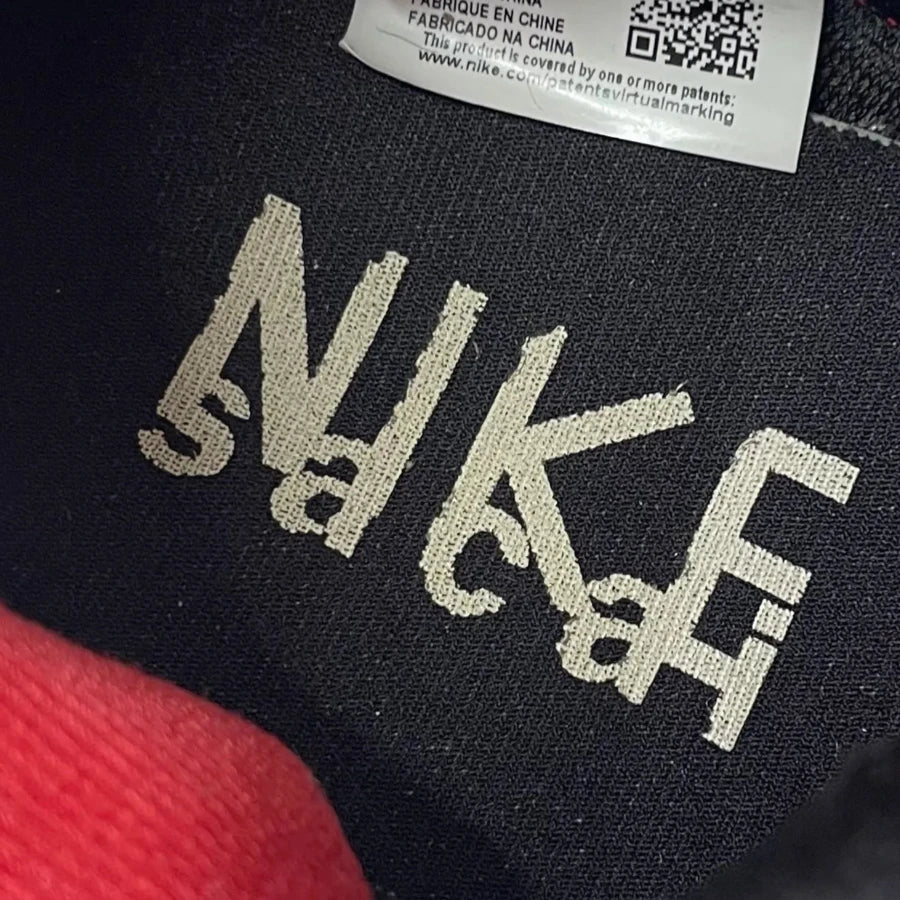 FABRIQUE EN CHINE
FABRICADO NA CHINA
This product is covered by one or more patents:
www.nike.com/patentsvirtualmarking
NIKE
sacai